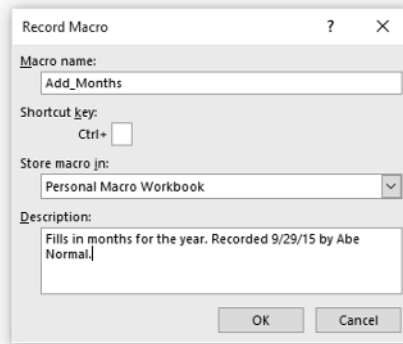 Record Macro ? X
Macro name:
Add_Months
Shortcut key:
Ctrl+
Store macro in:
Personal Macro Workbook
Description:
Fills in months for the year. Recorded 9/29/15 by Abe
Normal.
OK Cancel